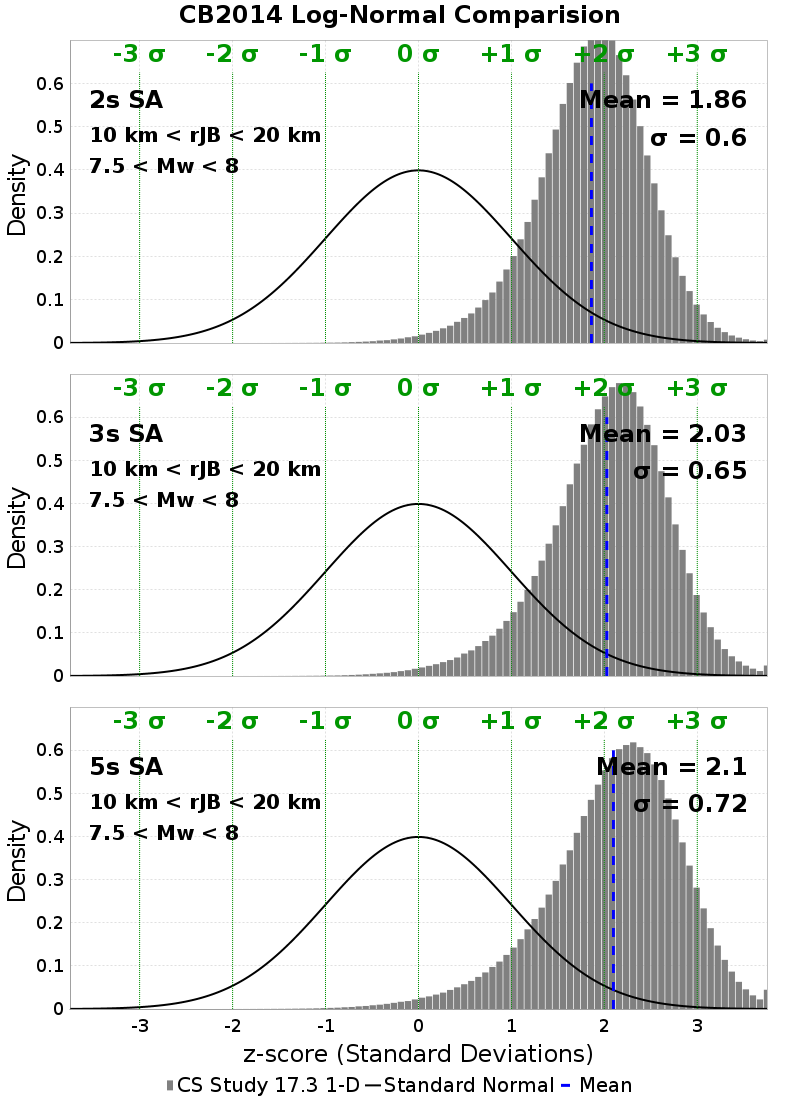 CB2014 Log-Normal Comparision
-3 σ -2 σ -1 σ 0 σ +1 σ +2 σ +3 σ
2s SA
Mean = 1.86
10 km < rJB < 20 km
σ = 0.6
7.5 < Mw < 8
0.6
0.5
0.4
0.3
0.2
0.1
0
Density
-3 σ -2 σ -1 σ 0 σ +1 σ +2 σ +3 σ
3s SA
Mean = 2.03
10 km < rJB < 20 km
σ = 0.65
7.5 < Mw < 8
0.6
0.5
0.4
0.3
0.2
0.1
0
Density
-3 σ -2 σ -1 σ 0 σ +1 σ +2 σ +3 σ
5s SA
Mean = 2.1
10 km < rJB < 20 km
σ = 0.72
7.5 < Mw < 8
0.6
0.5
0.4
0.3
0.2
0.1
0
Density
-3 -2 -1 0 1 2 3
z-score (Standard Deviations)
CS Study 17.3 1-D Standard Normal Mean